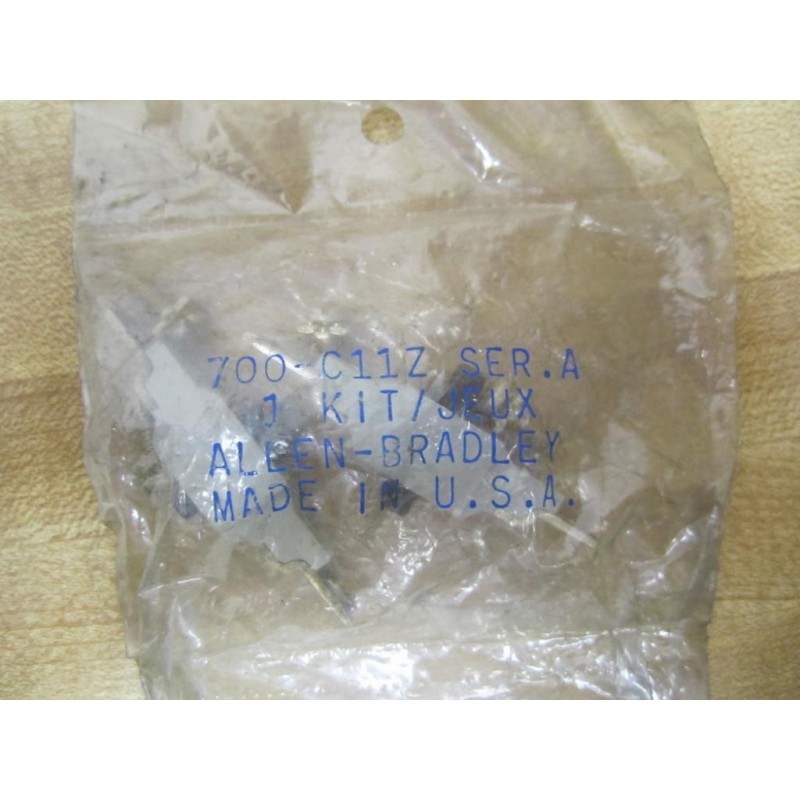 700-C11Z SER.A
1 KIT/JEUX
ALLEN-BRADLEY
MADE IN U.S.A.